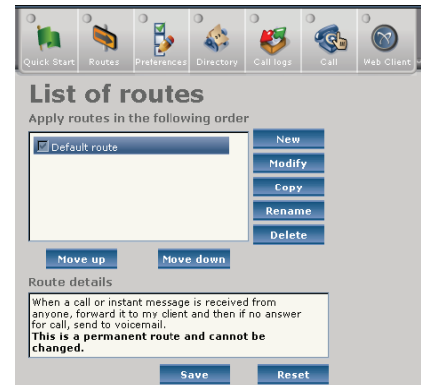 Quick Start Routes Preferences Directory Call logs Call Web Client
List of routes
Apply routes in the following order
Default route
New
Modify
Copy
Rename
Delete
Move up Move down
Route details
When a call or instant message is received from
anyone, forward it to my client and then if no answer
for call, send to voicemail.
This is a permanent route and cannot be
changed.
Save Reset